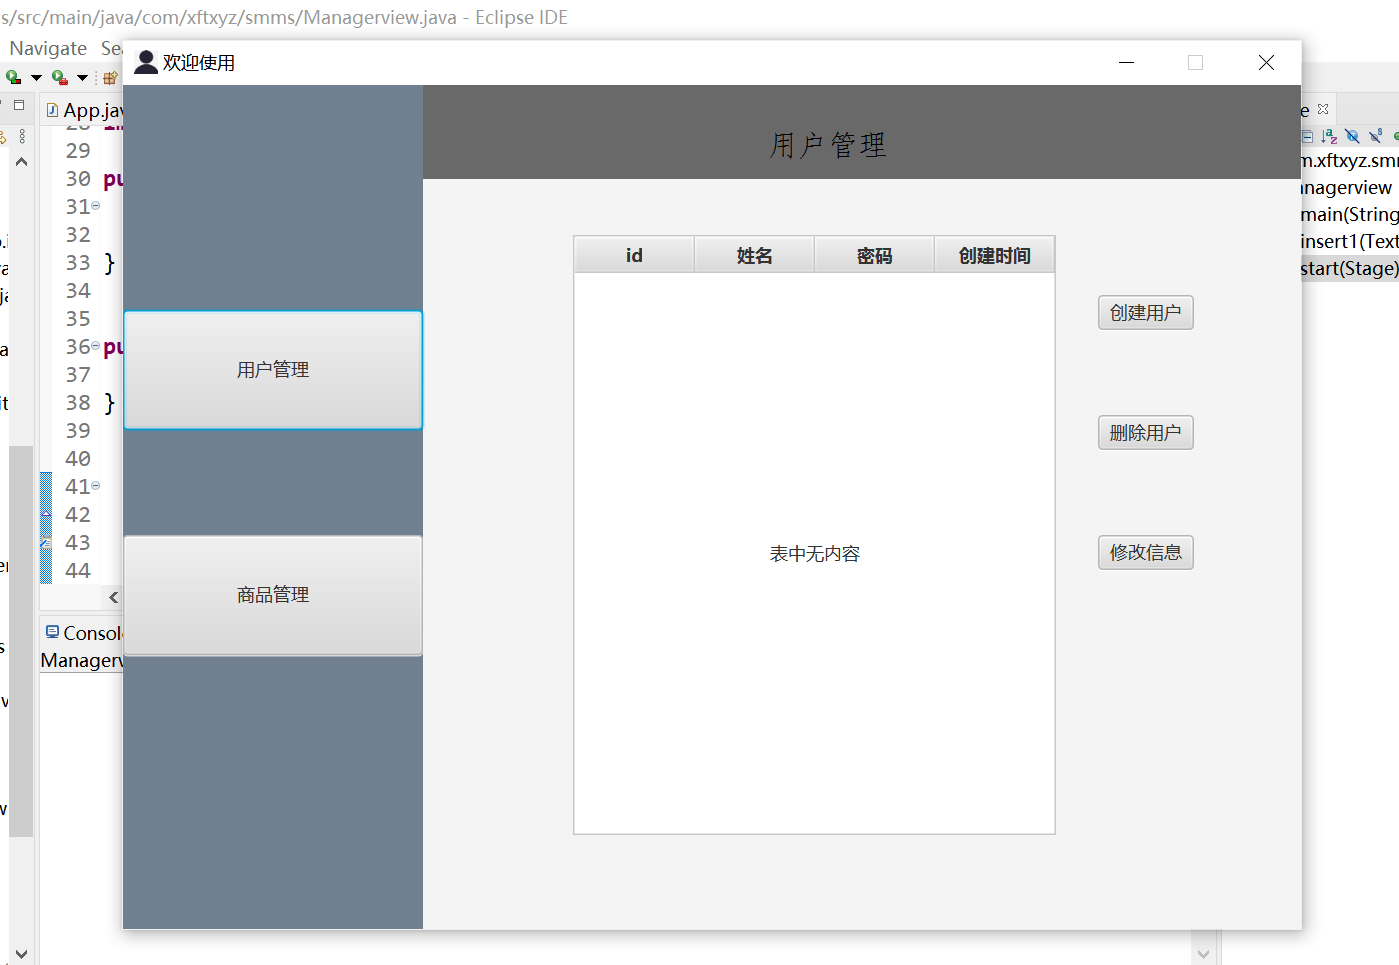 s/src/main/java/com/xftxyz/smms/Managerview.java - Eclipse IDE
Navigate
欢迎使用
App.jav
29
30 pu
31
32
33 }
34
35
36 pu
37
38 }
39
40
41
42
43
44
Consol
Managerv
用户管理
商品管理
用户管理
id 姓名 密码 创建时间
表中无内容
创建用户
删除用户
修改信息
m.xftxyz.smm
nagerview
main(String
insert1(Text
start(Stage)